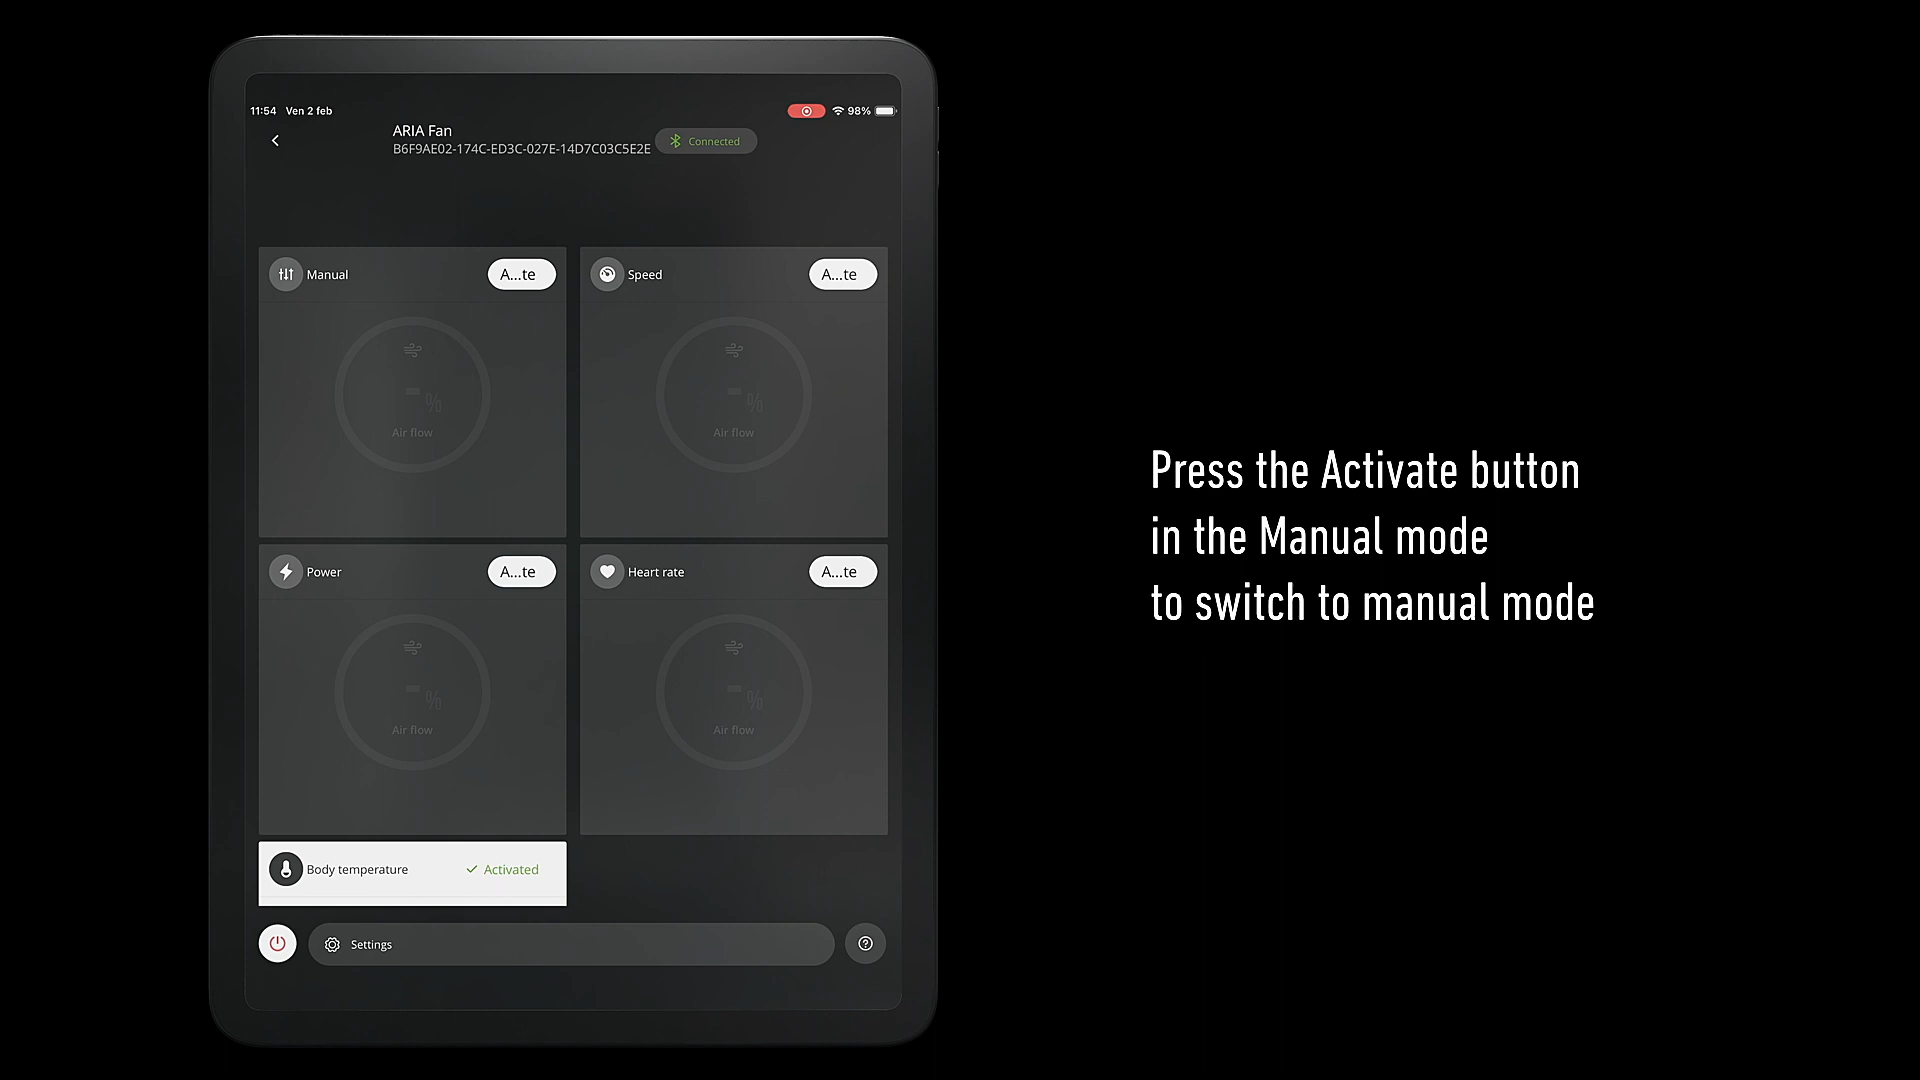 11:54 Ven 2 feb
98%
ARIA Fan
B6F9AE02-174C-ED3C-027E-14D7C03C5E2E
Connected
Manual
A...te
Speed
A...te
- %
Air flow
- %
Air flow
Power
A...te
Heart rate
A...te
- %
Air flow
- %
Air flow
Body temperature
Activated
Settings
Press the Activate button
in the Manual mode
to switch to manual mode